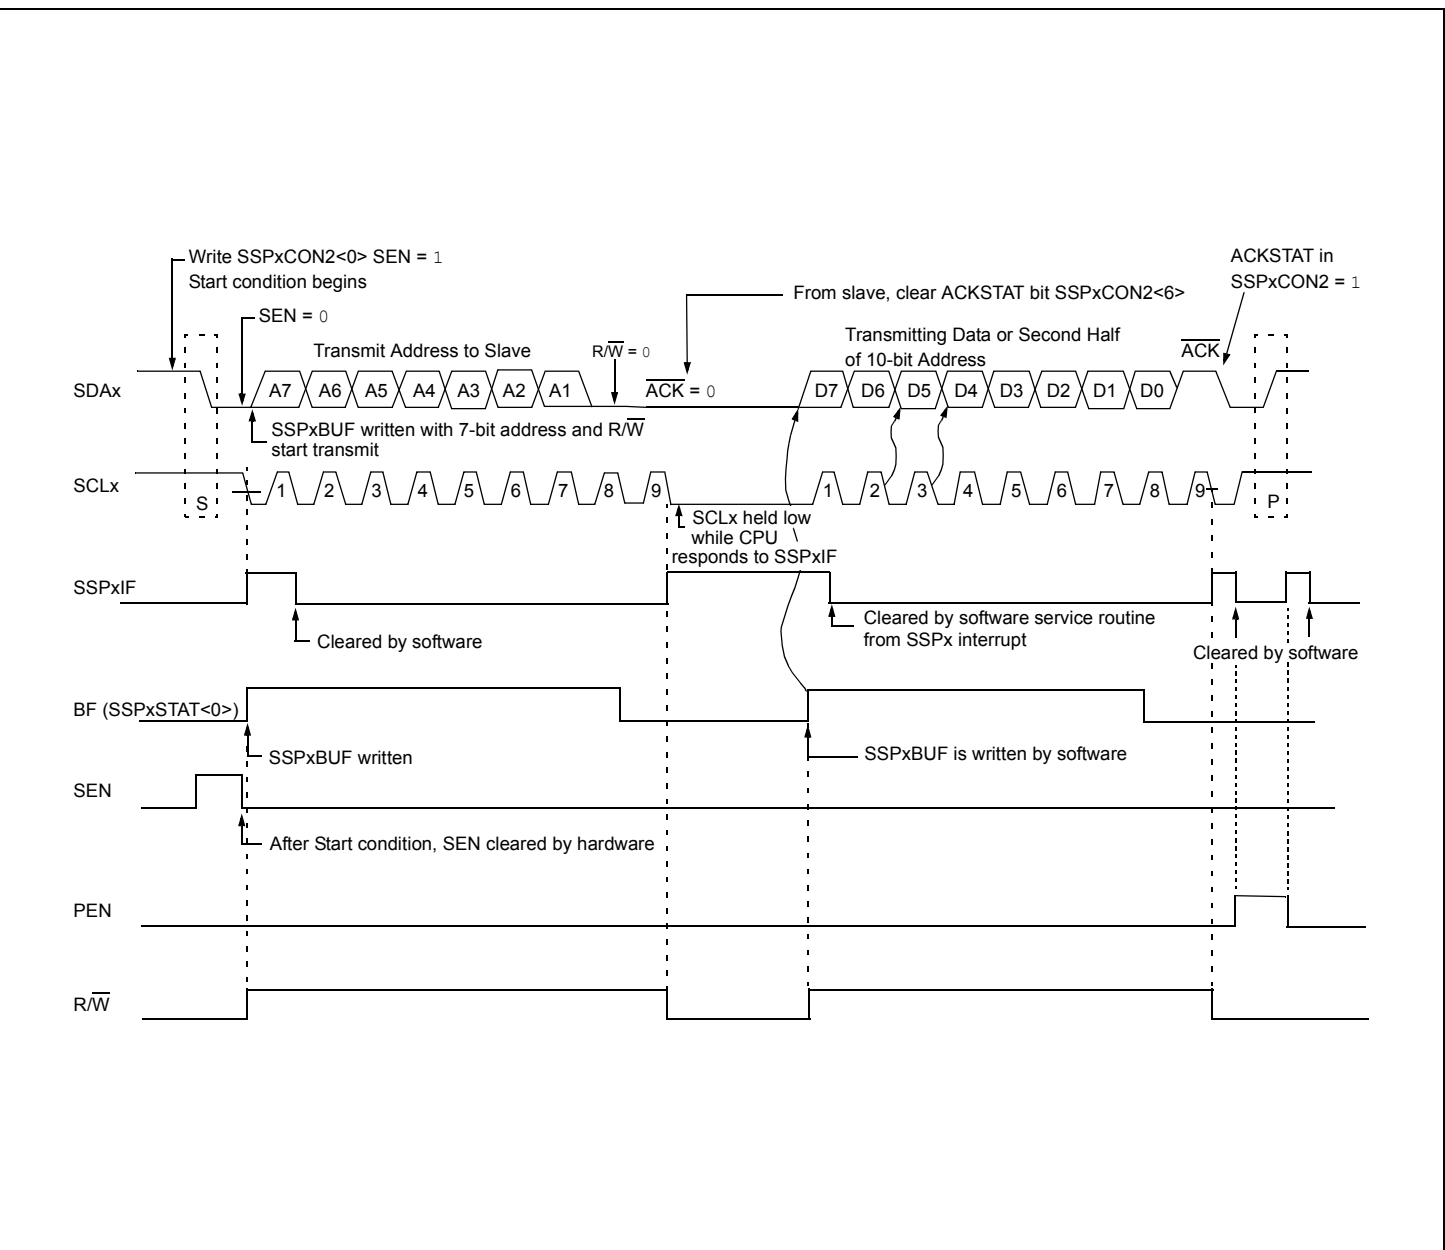 Write SSPxCON2<0> SEN = 1
Start condition begins
ACKSTAT in
SSPxCON2 = 1
From slave, clear ACKSTAT bit SSPxCON2<6>
SEN = 0
Transmit Address to Slave
R/W̅ = 0
Transmitting Data or Second Half
of 10-bit Address
A̅C̅K̅
SDAx
A7 A6 A5 A4 A3 A2 A1
A̅C̅K̅ = 0
D7 D6 D5 D4 D3 D2 D1 D0
SSPxBUF written with 7-bit address and R/W̅
start transmit
SCLx
S
1 2 3 4 5 6 7 8 9
1 2 3 4 5 6 7 8 9
P
SCLx held low
while CPU
responds to SSPxIF
SSPxIF
Cleared by software
Cleared by software service routine
from SSPx interrupt
Cleared by software
BF (SSPxSTAT<0>)
SSPxBUF written
SSPxBUF is written by software
SEN
After Start condition, SEN cleared by hardware
PEN
R/W̅